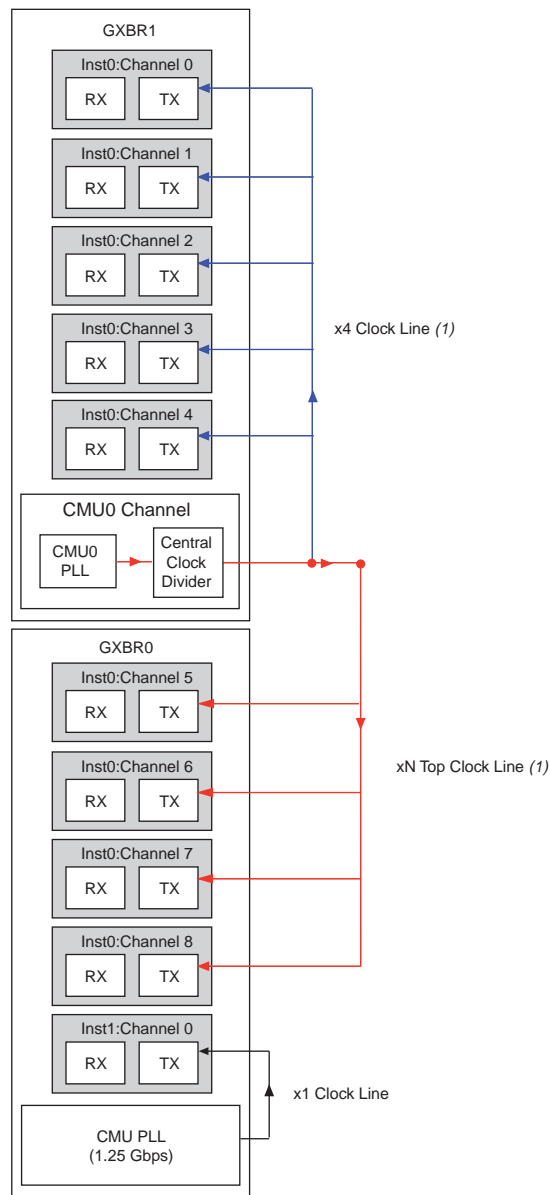 GXBR1
Inst0:Channel 0
RX TX
Inst0:Channel 1
RX TX
Inst0:Channel 2
RX TX
Inst0:Channel 3
RX TX
x4 Clock Line (1)
Inst0:Channel 4
RX TX
CMU0 Channel
CMU0
PLL
Central
Clock
Divider
GXBR0
Inst0:Channel 5
RX TX
Inst0:Channel 6
RX TX
xN Top Clock Line (1)
Inst0:Channel 7
RX TX
Inst0:Channel 8
RX TX
Inst1:Channel 0
RX TX
x1 Clock Line
CMU PLL
(1.25 Gbps)